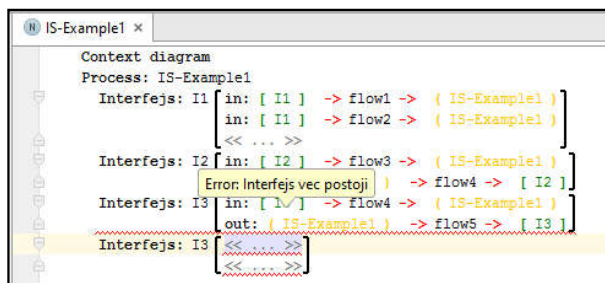 N IS-Example1 ×
Context diagram
Process: IS-Example1
Interfejs: I1 [ in: [ I1 ] -> flow1 -> ( IS-Example1 )
in: [ I1 ] -> flow2 -> ( IS-Example1 )
<< ... >> ]
Interfejs: I2 [ in: [ I2 ] -> flow3 -> ( IS-Example1 )
Error: Interfejs vec postoji ) -> flow4 -> [ I2 ] ]
Interfejs: I3 [ in: [ ] -> flow4 -> ( IS-Example1 )
out: ( IS-Example1 ) -> flow5 -> [ I3 ] ]
Interfejs: I3 [ << ... >>
<< ... >> ]